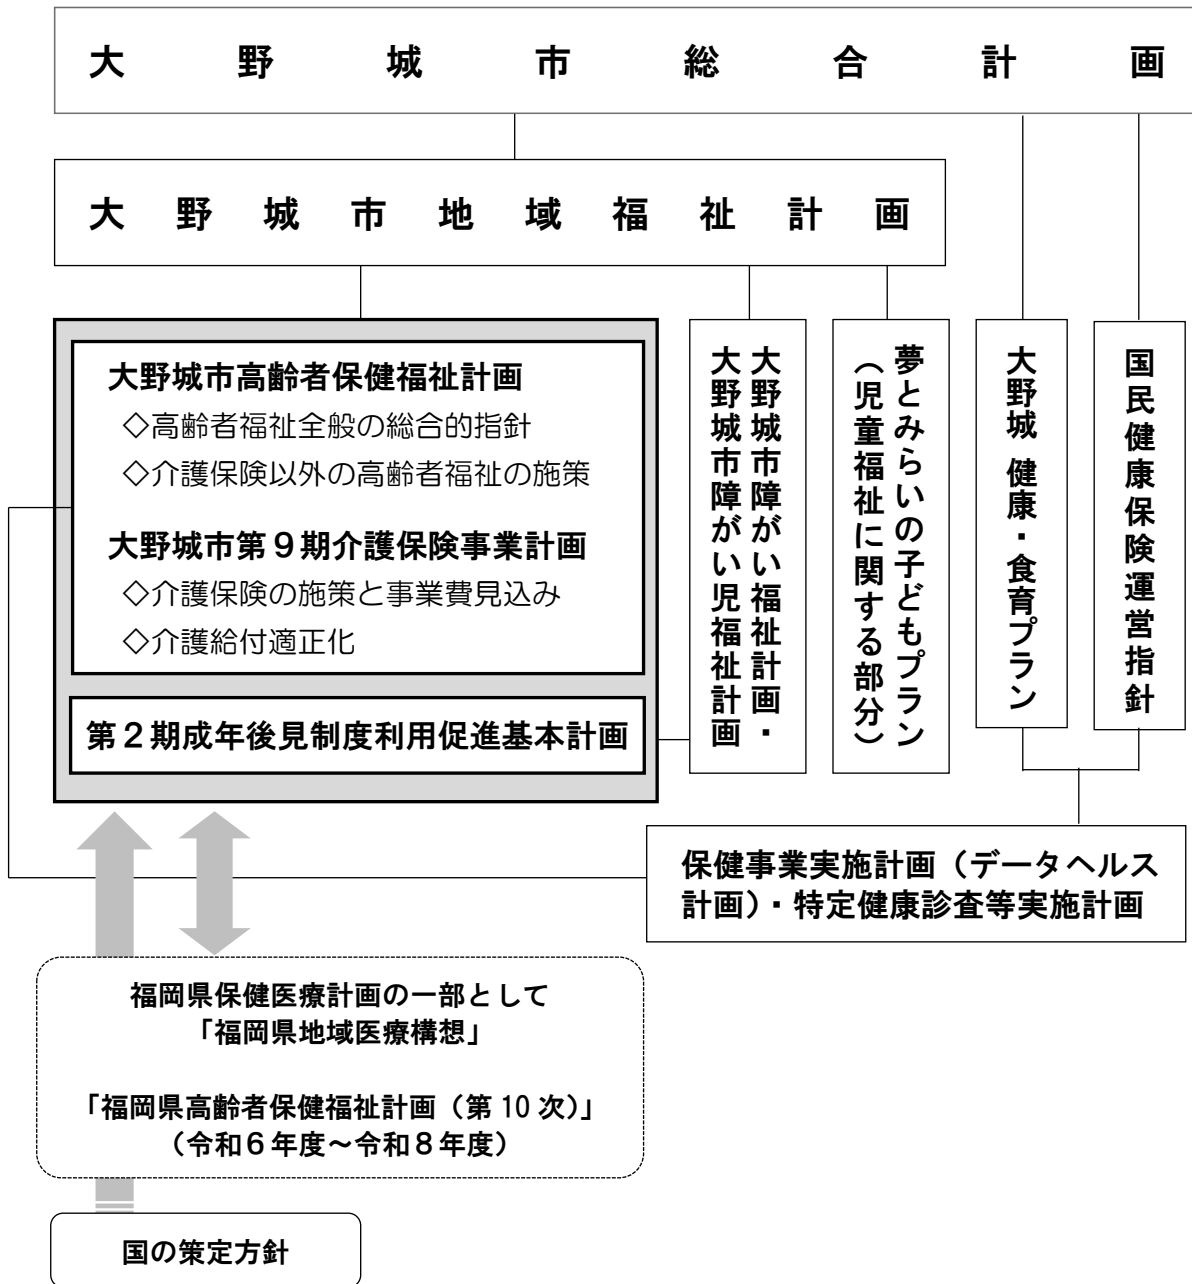 大野城市総合計画
大野城市地域福祉計画
大野城市高齢者保健福祉計画
◇高齢者福祉全般の総合的指針
◇介護保険以外の高齢者福祉の施策
大野城市第９期介護保険事業計画
◇介護保険の施策と事業費見込み
◇介護給付適正化
第２期成年後見制度利用促進基本計画
大野城市障がい福祉計画・
大野城市障がい児福祉計画
夢とみらいの子どもプラン
（児童福祉に関する部分）
大野城 健康・食育プラン
国民健康保険運営指針
保健事業実施計画（データヘルス
計画）・特定健康診査等実施計画
福岡県保健医療計画の一部として
「福岡県地域医療構想」
「福岡県高齢者保健福祉計画（第 10 次）」
（令和６年度～令和８年度）
国の策定方針